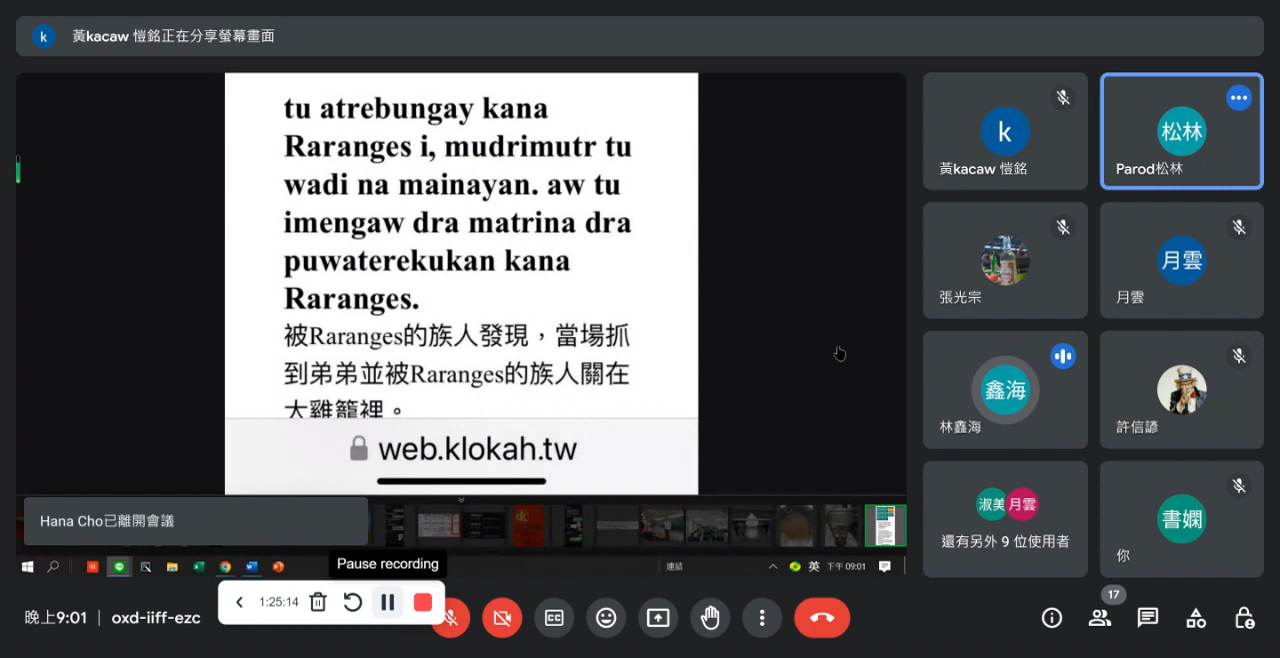 k
黃kacaw 愷銘正在分享螢幕畫面
tu atrebungay kana
Raranges i, mudrimutr tu
wadi na mainayan. aw tu
imengaw dra matrina dra
puwaterekukan kana
Raranges.
被Raranges的族人發現，當場抓
到弟弟並被Raranges的族人關在
大雞籠裡。
web.klokah.tw
k
黃kacaw 愷銘
松林
Parod松林
張光宗
月雲
月雲
鑫海
林鑫海
許信諺
淑美
月雲
還有另外 9 位使用者
書嫻
你
Hana Cho已離開會議
Pause recording
連結
英
下午 09:01
1:25:14
晚上9:01
oxd-iiff-ezc
17